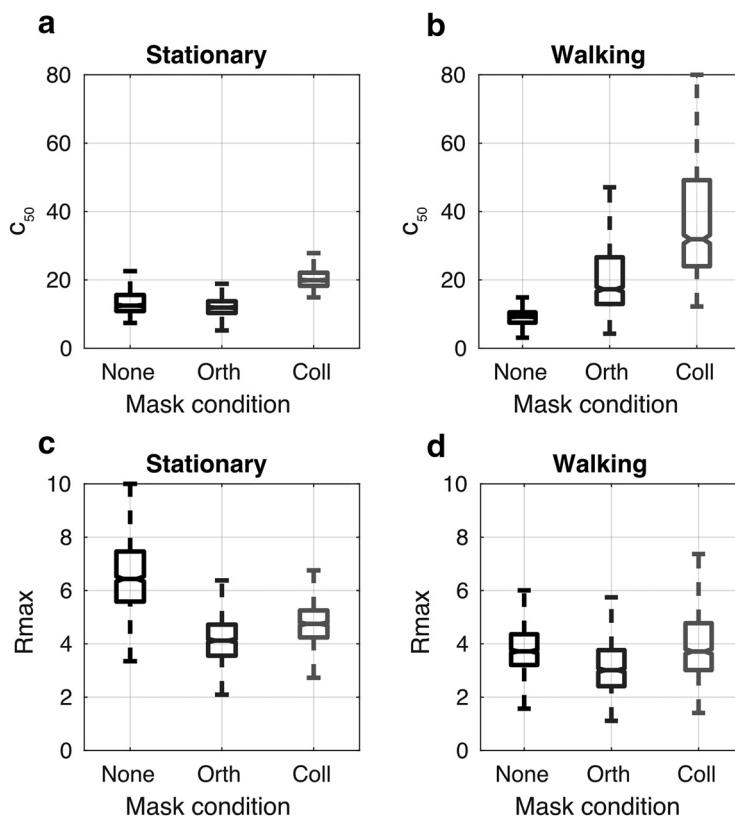 a
Stationary
80
60
40
20
0
c50
None Orth Coll
Mask condition
b
Walking
80
60
40
20
0
c50
None Orth Coll
Mask condition
c
Stationary
10
8
6
4
2
0
Rmax
None Orth Coll
Mask condition
d
Walking
10
8
6
4
2
0
Rmax
None Orth Coll
Mask condition